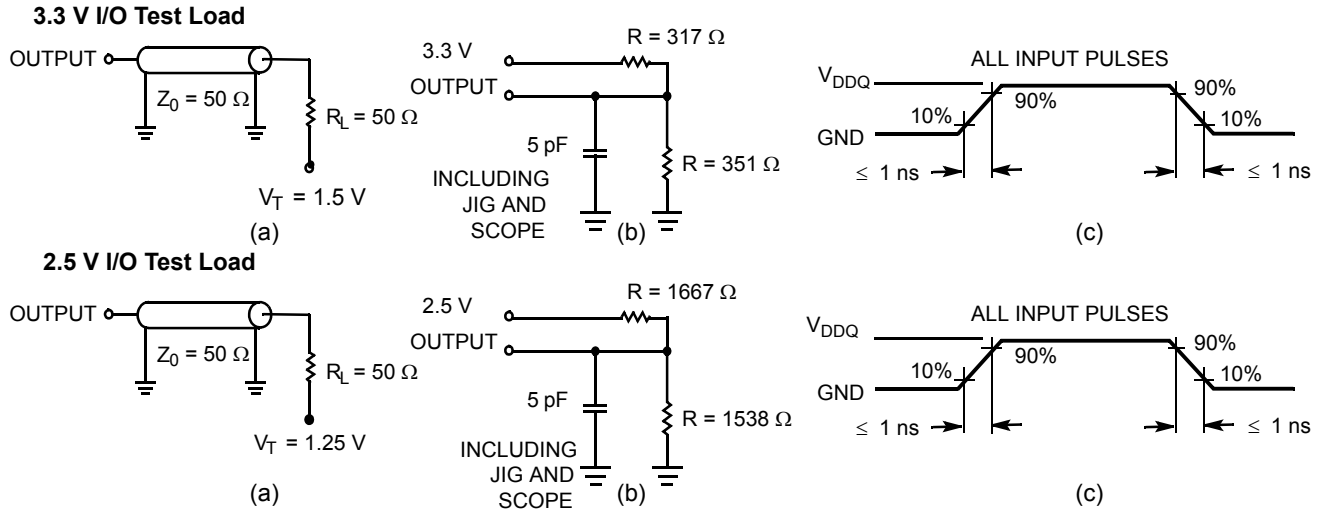 3.3 V I/O Test Load
OUTPUT
Z0 = 50 Ω
RL = 50 Ω
VT = 1.5 V
(a)
3.3 V
OUTPUT
R = 317 Ω
5 pF
INCLUDING
JIG AND
SCOPE
R = 351 Ω
(b)
ALL INPUT PULSES
VDDQ
GND
10%
90%
90%
10%
≤ 1 ns
≤ 1 ns
(c)
2.5 V I/O Test Load
OUTPUT
Z0 = 50 Ω
RL = 50 Ω
VT = 1.25 V
(a)
2.5 V
OUTPUT
R = 1667 Ω
5 pF
INCLUDING
JIG AND
SCOPE
R = 1538 Ω
(b)
ALL INPUT PULSES
VDDQ
GND
10%
90%
90%
10%
≤ 1 ns
≤ 1 ns
(c)